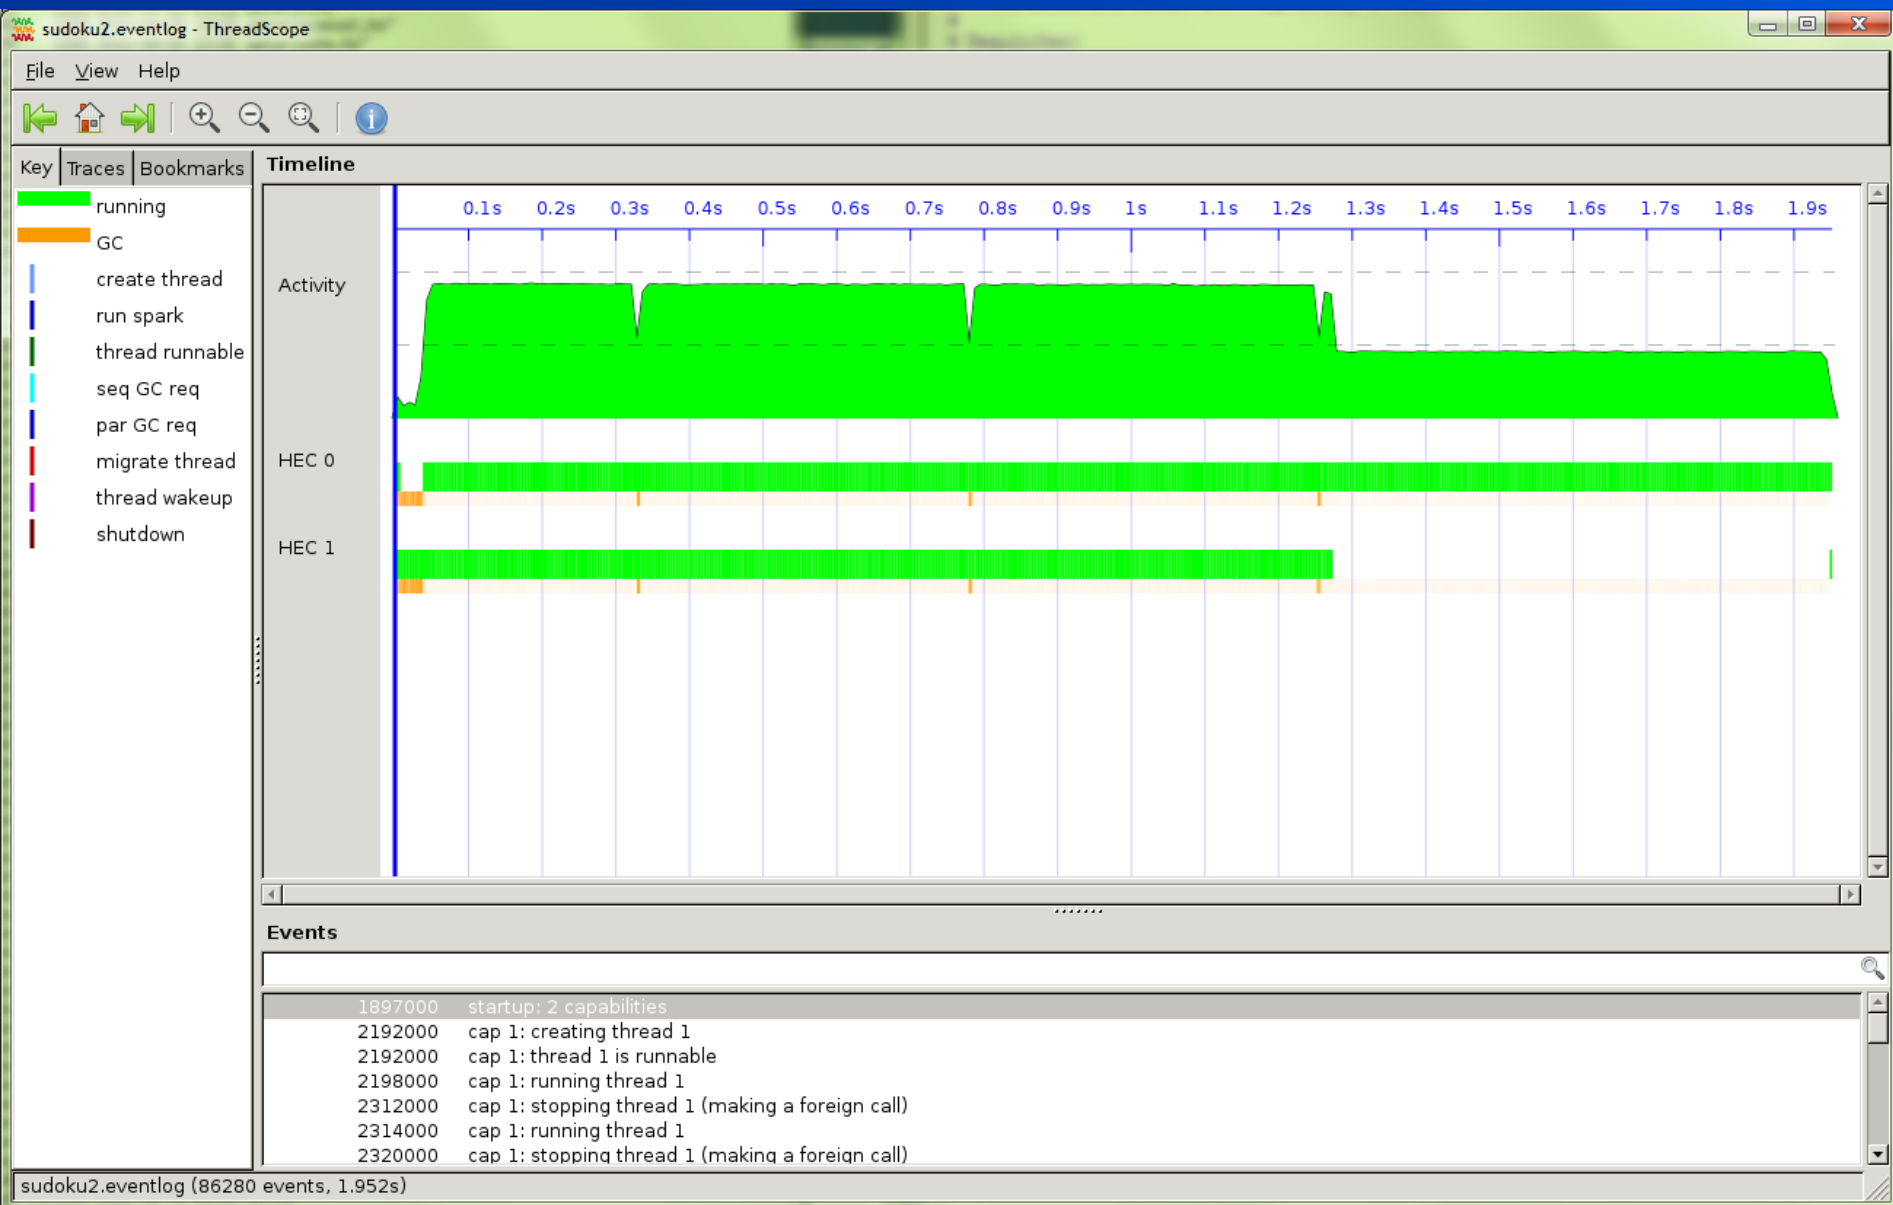 sudoku2.eventlog - ThreadScope
File View Help
Key Traces Bookmarks
running
GC
create thread
run spark
thread runnable
seq GC req
par GC req
migrate thread
thread wakeup
shutdown
Timeline
0.1s 0.2s 0.3s 0.4s 0.5s 0.6s 0.7s 0.8s 0.9s 1s 1.1s 1.2s 1.3s 1.4s 1.5s 1.6s 1.7s 1.8s 1.9s
Activity
HEC 0
HEC 1
Events
1897000 startup: 2 capabilities
2192000 cap 1: creating thread 1
2192000 cap 1: thread 1 is runnable
2198000 cap 1: running thread 1
2312000 cap 1: stopping thread 1 (making a foreign call)
2314000 cap 1: running thread 1
2320000 cap 1: stopping thread 1 (making a foreign call)
sudoku2.eventlog (86280 events, 1.952s)